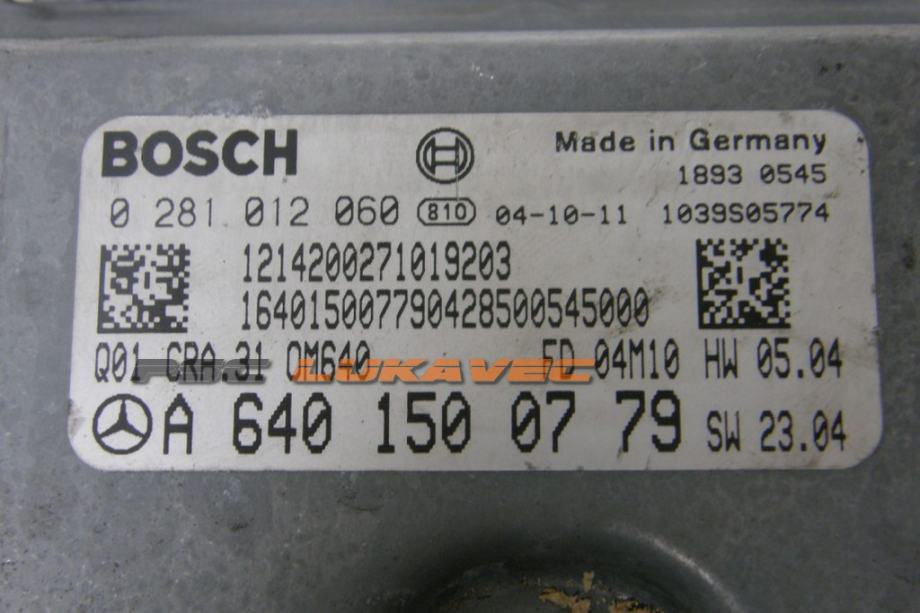 BOSCH Made in Germany
1893 0545
0 281 012 060 810 04-10-11 1039S05774
1214200271019203
164015007790428500545000
Q01 CRA.31 OM640 FD 04M10 HW 05.04
LUKAVEC
A 640 150 07 79 SW 23.04